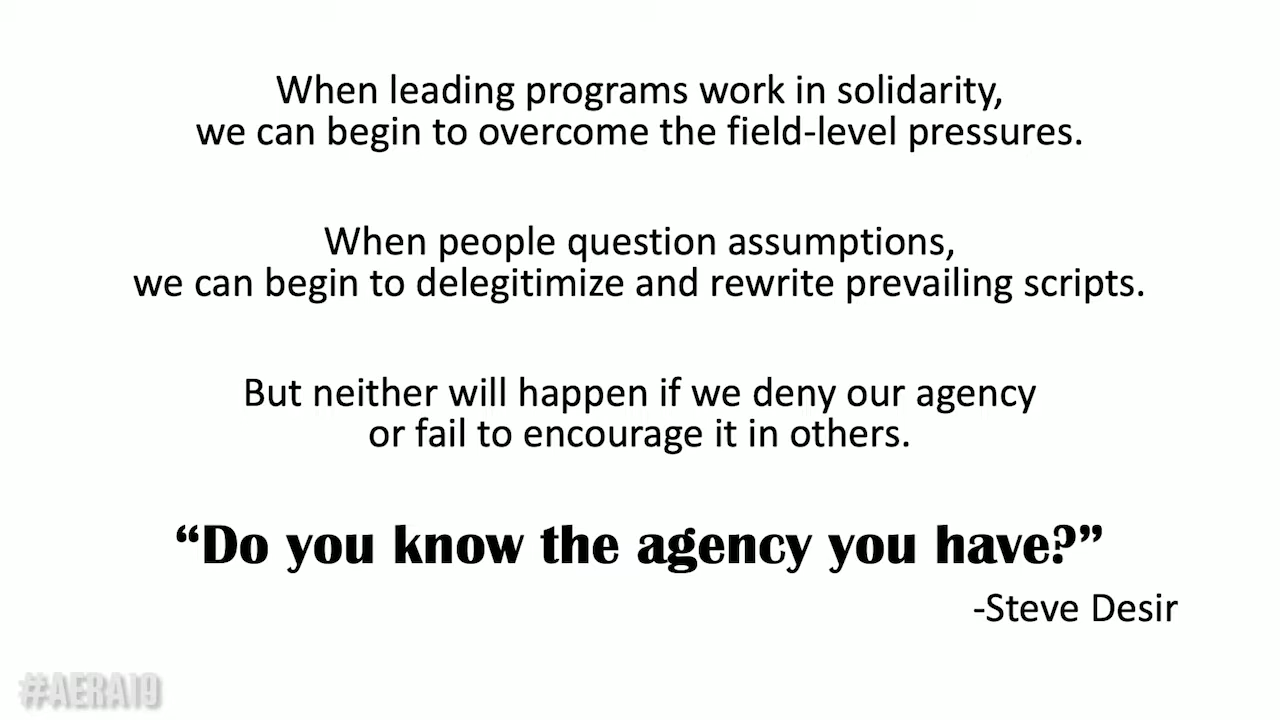 When leading programs work in solidarity,
we can begin to overcome the field-level pressures.
When people question assumptions,
we can begin to delegitimize and rewrite prevailing scripts.
But neither will happen if we deny our agency
or fail to encourage it in others.
“Do you know the agency you have?”
-Steve Desir
#AERA19